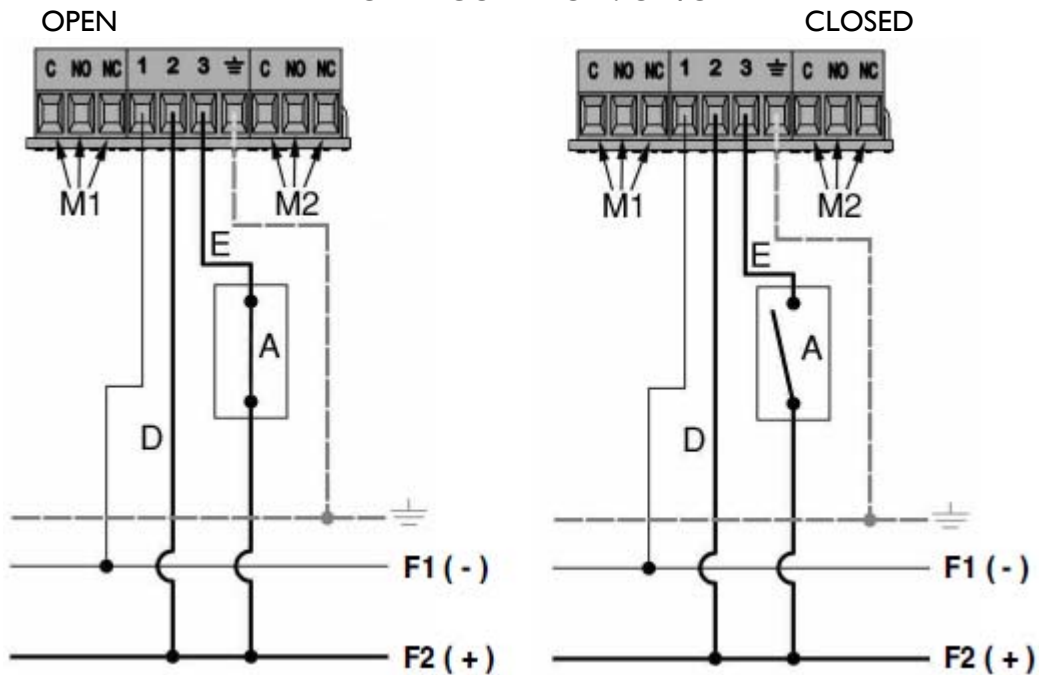 OPEN CLOSED
C NO NC 1 2 3 C NO NC
C NO NC 1 2 3 C NO NC
M1 M2
M1 M2
E
E
A
A
D
D
F1 ( - )
F1 ( - )
F2 ( + )
F2 ( + )